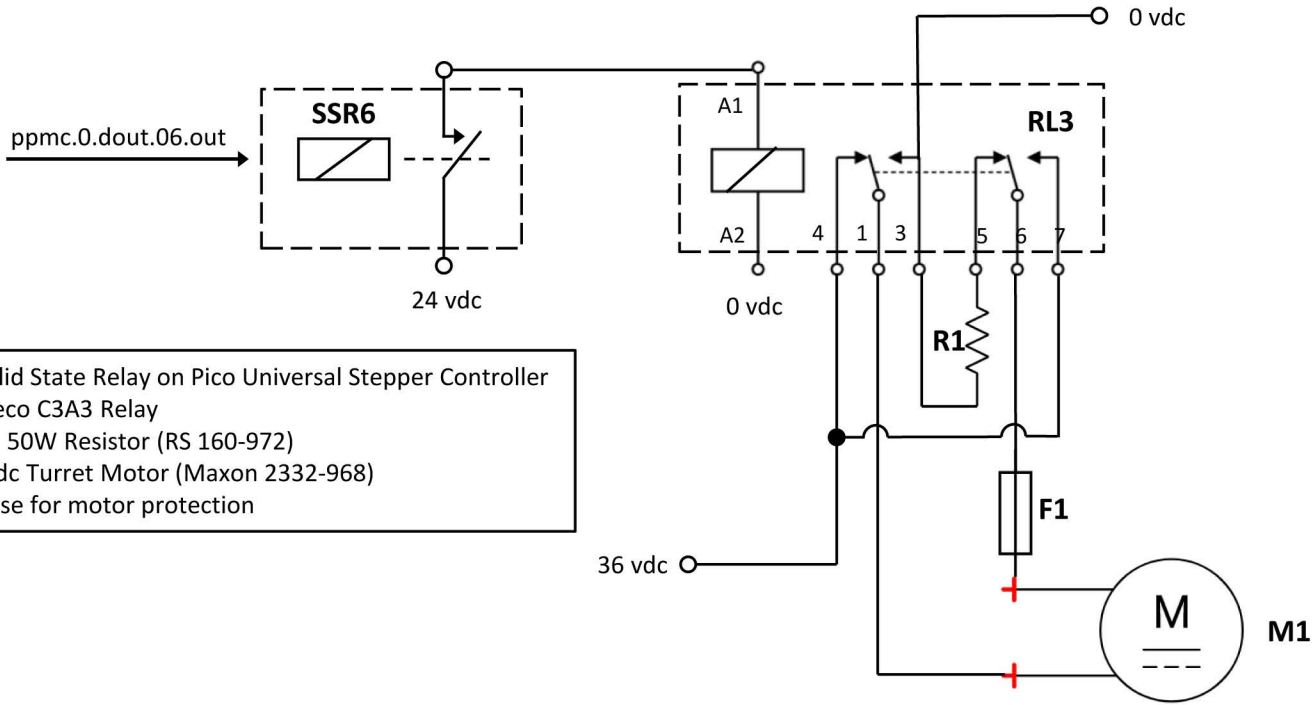 0 vdc
SSR6
ppmc.0.dout.06.out
A1
RL3
A2
4 1 3 5 6 7
24 vdc
0 vdc
R1
lid State Relay on Pico Universal Stepper Controller
eco C3A3 Relay
50W Resistor (RS 160-972)
dc Turret Motor (Maxon 2332-968)
se for motor protection
F1
36 vdc
M
M1